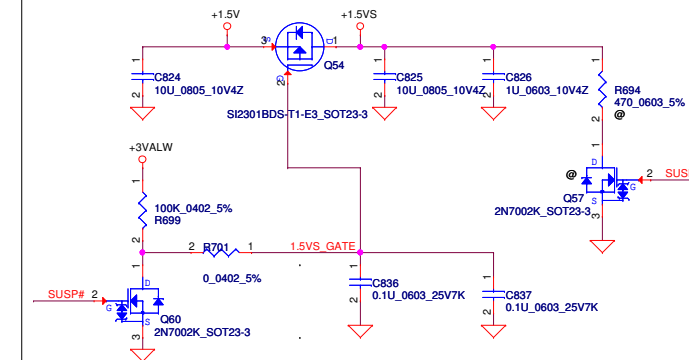 +1.5V
+1.5VS
3 S
D 1
Q54
G
2
1
C824
10U_0805_10V4Z
2
1
C825
10U_0805_10V4Z
2
1
C826
1U_0603_10V4Z
2
1
R694
470_0603_5%
@
2
SI2301BDS-T1-E3_SOT23-3
+3VALW
1
100K_0402_5%
R699
2
1
D
@
G
2
SUS
Q57
S
2N7002K_SOT23-3
3
2
R701
1
1.5VS_GATE
0_0402_5%
1
D
SUSP#
2
G
S
Q60
2N7002K_SOT23-3
3
1
C836
0.1U_0603_25V7K
2
1
C837
0.1U_0603_25V7K
2